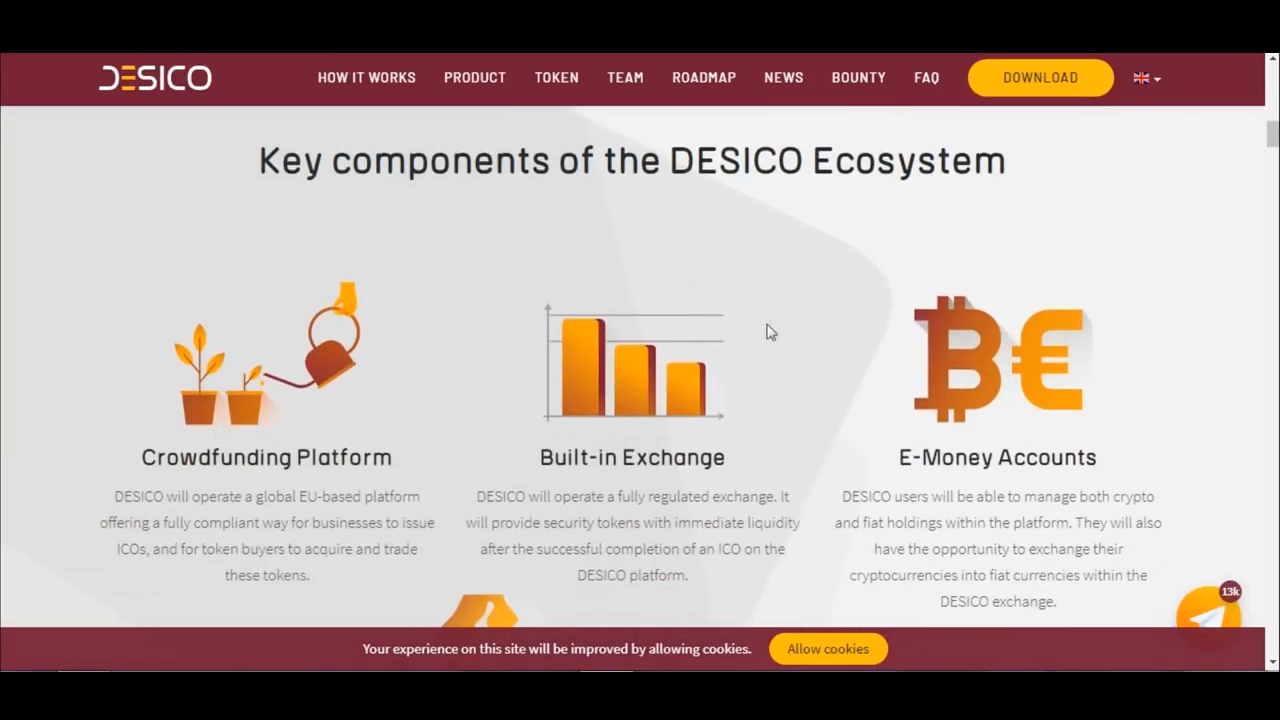 DESICO
HOW IT WORKS PRODUCT TOKEN TEAM ROADMAP NEWS BOUNTY FAQ DOWNLOAD
Key components of the DESICO Ecosystem
Crowdfunding Platform
DESICO will operate a global EU-based platform
offering a fully compliant way for businesses to issue
ICOs, and for token buyers to acquire and trade
these tokens.
Built-in Exchange
DESICO will operate a fully regulated exchange. It
will provide security tokens with immediate liquidity
after the successful completion of an ICO on the
DESICO platform.
E-Money Accounts
DESICO users will be able to manage both crypto
and fiat holdings within the platform. They will also
have the opportunity to exchange their
cryptocurrencies into fiat currencies within the
DESICO exchange.
13k
Your experience on this site will be improved by allowing cookies. Allow cookies